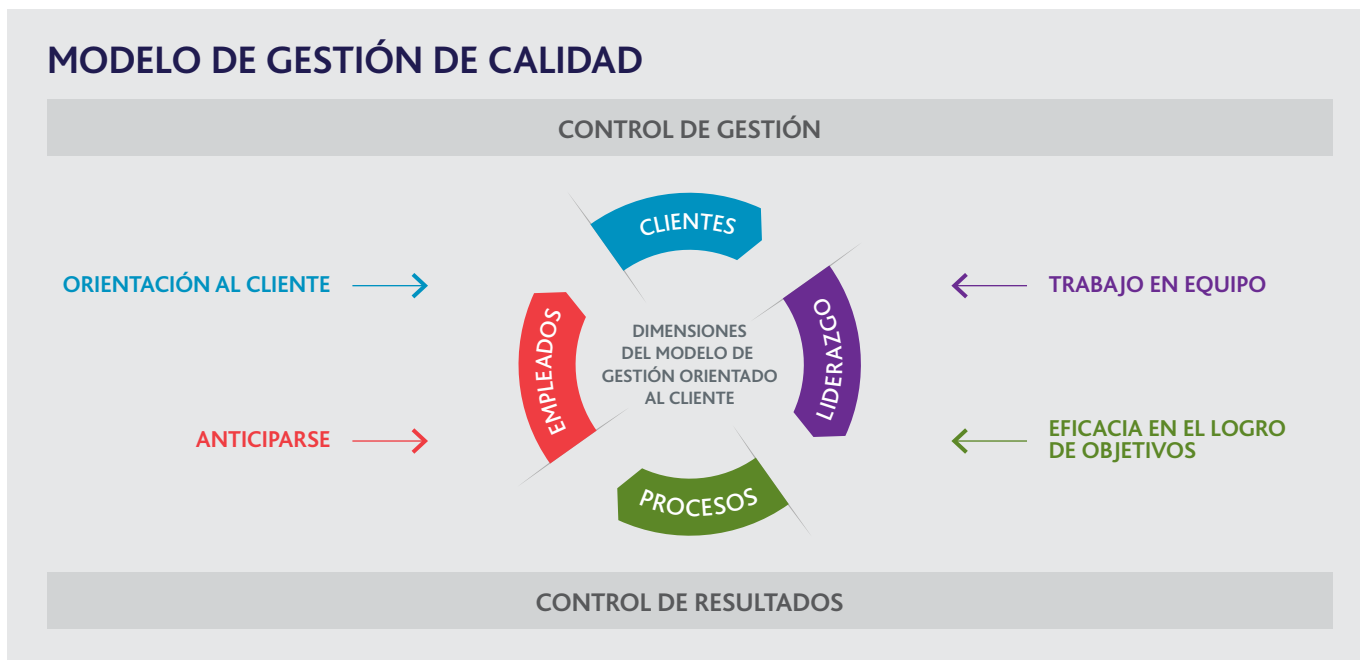 MODELO DE GESTIÓN DE CALIDAD
CONTROL DE GESTIÓN
CLIENTES
ORIENTACIÓN AL CLIENTE
TRABAJO EN EQUIPO
EMPLEADOS
DIMENSIONES
DEL MODELO DE
GESTIÓN ORIENTADO
AL CLIENTE
LIDERAZGO
ANTICIPARSE
EFICACIA EN EL LOGRO
DE OBJETIVOS
PROCESOS
CONTROL DE RESULTADOS